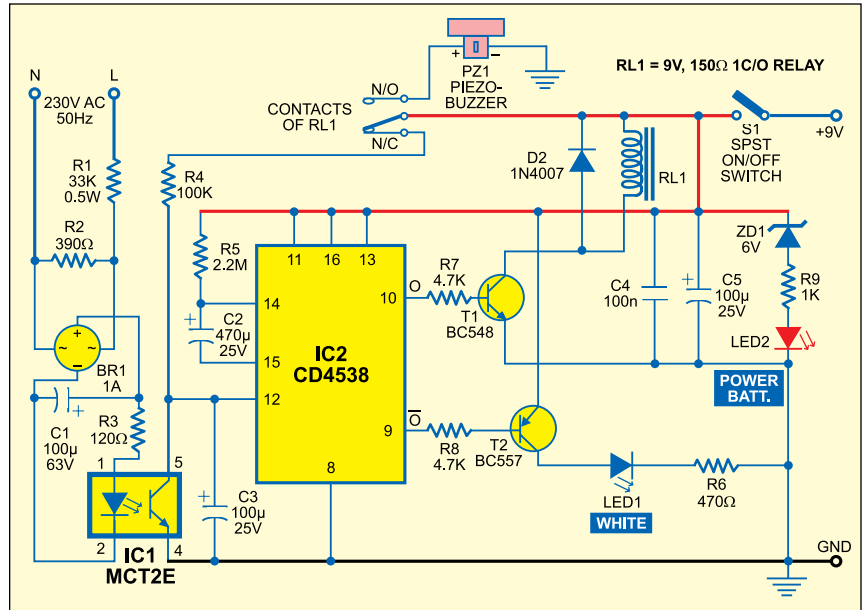 N
L
230V AC
50Hz
R1
33K
0.5W
R2
390Ω
~
+
~
–
BR1
1A
C1
100µ
63V
+
R3
120Ω
1
5
2
4
IC1
MCT2E
CONTACTS
OF RL1
N/O
N/C
R4
100K
+
–
PZ1
PIEZO-
BUZZER
RL1 = 9V, 150Ω 1C/O RELAY
S1
SPST
ON/OFF
SWITCH
+9V
D2
1N4007
RL1
R5
2.2M
+
C2
470µ
25V
11
16
13
14
15
12
10
O
9
O̅
8
IC2
CD4538
+
C3
100µ
25V
R7
4.7K
T1
BC548
R8
4.7K
T2
BC557
C4
100n
+
C5
100µ
25V
ZD1
6V
R9
1K
LED2
POWER
BATT.
LED1
WHITE
R6
470Ω
GND